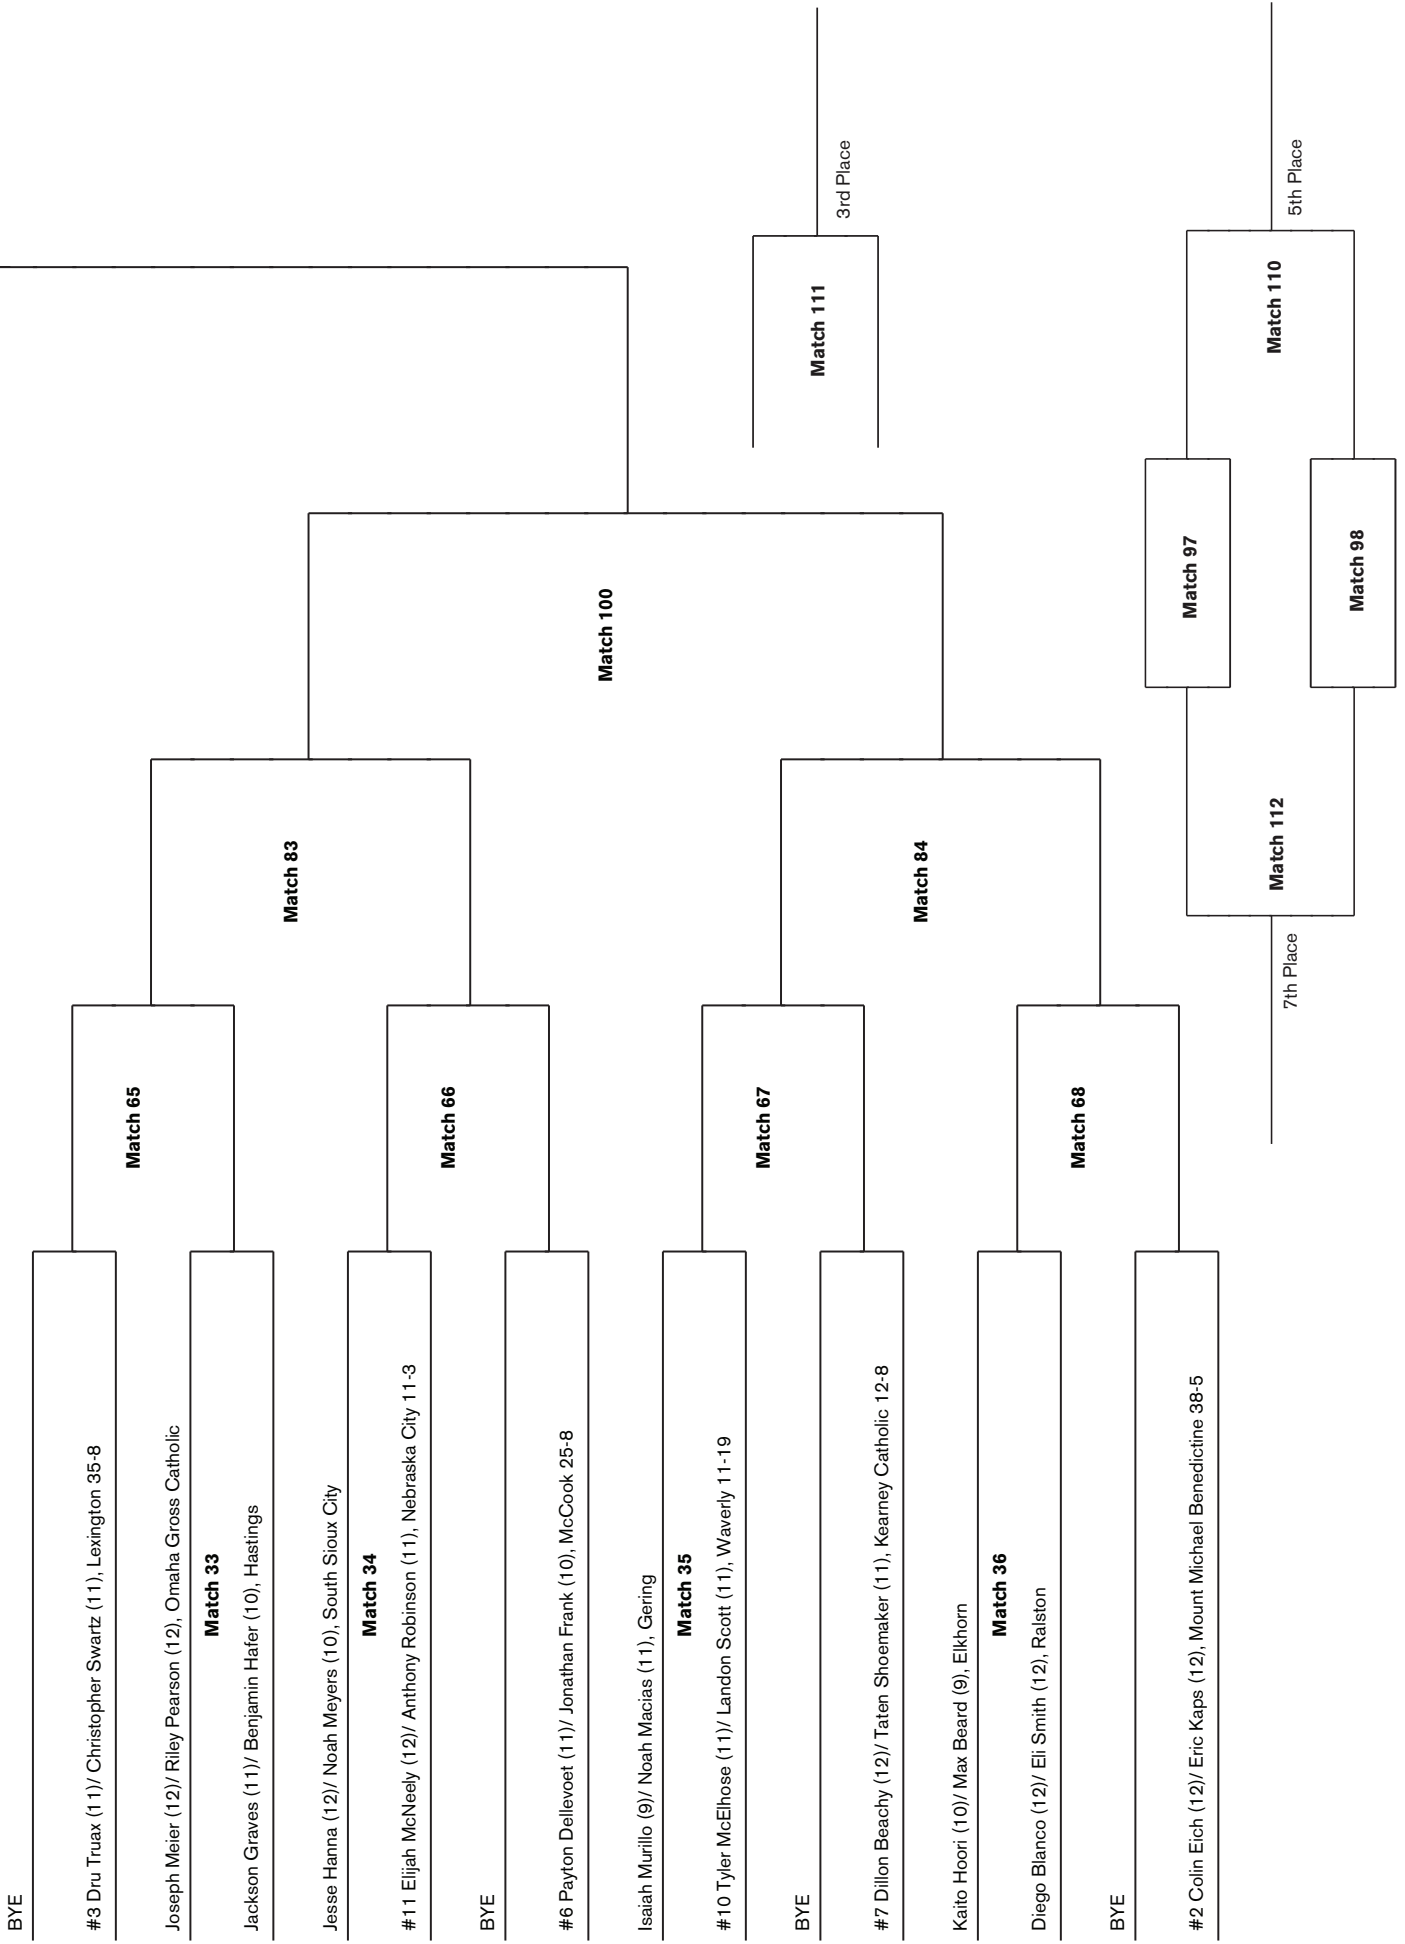 BYE
#3 Dru Truax (11)/ Christopher Swartz (11), Lexington 35-8
Joseph Meier (12)/ Riley Pearson (12), Omaha Gross Catholic
Match 33
Jackson Graves (11)/ Benjamin Hafer (10), Hastings
Jesse Hanna (12)/ Noah Meyers (10), South Sioux City
Match 34
#11 Elijah McNeely (12)/ Anthony Robinson (11), Nebraska City 11-3
BYE
#6 Payton Dellevoet (11)/ Jonathan Frank (10), McCook 25-8
Isaiah Murillo (9)/ Noah Macias (11), Gering
Match 35
#10 Tyler McElhose (11)/ Landon Scott (11), Waverly 11-19
BYE
#7 Dillon Beachy (12)/ Taten Shoemaker (11), Kearney Catholic 12-8
Kaito Hoori (10)/ Max Beard (9), Elkhorn
Match 36
Diego Blanco (12)/ Eli Smith (12), Ralston
BYE
#2 Colin Eich (12)/ Eric Kaps (12), Mount Michael Benedictine 38-5
Match 65
Match 66
Match 67
Match 68
Match 83
Match 84
Match 100
Match 111
3rd Place
7th Place
Match 112
Match 97
Match 98
Match 110
5th Place